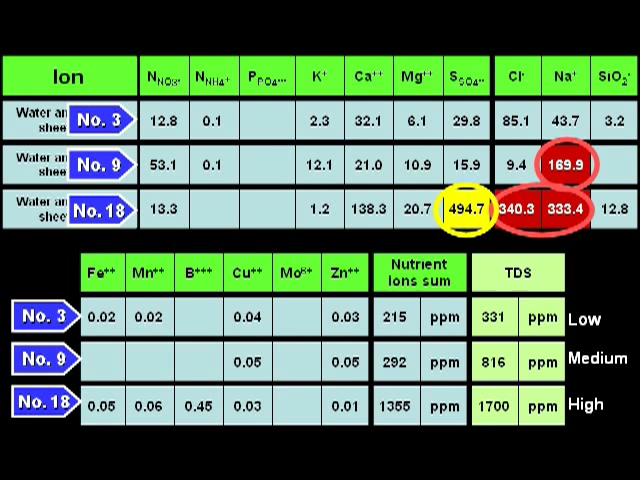 Ion N NO3- N NH4+ P PO4--- K+ Ca++ Mg++ S SO4-- Cl- Na+ SiO2-
Water an shee No. 3 12.8 0.1 2.3 32.1 6.1 29.8 85.1 43.7 3.2
Water an shee No. 9 53.1 0.1 12.1 21.0 10.9 15.9 9.4 169.9
Water an shee No. 18 13.3 1.2 138.3 20.7 494.7 340.3 333.4 12.8
Fe++ Mn++ B+++ Cu++ Mo6+ Zn++ Nutrient Ions sum TDS
No. 3 0.02 0.02 0.04 0.03 215 ppm 331 ppm Low
No. 9 0.05 0.05 292 ppm 816 ppm Medium
No. 18 0.05 0.06 0.45 0.03 0.01 1355 ppm 1700 ppm High